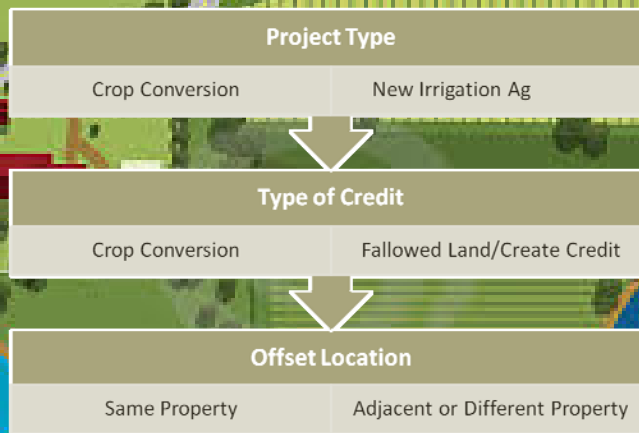 Project Type
Crop Conversion New Irrigation Ag
Type of Credit
Crop Conversion Fallowed Land/Create Credit
Offset Location
Same Property Adjacent or Different Property